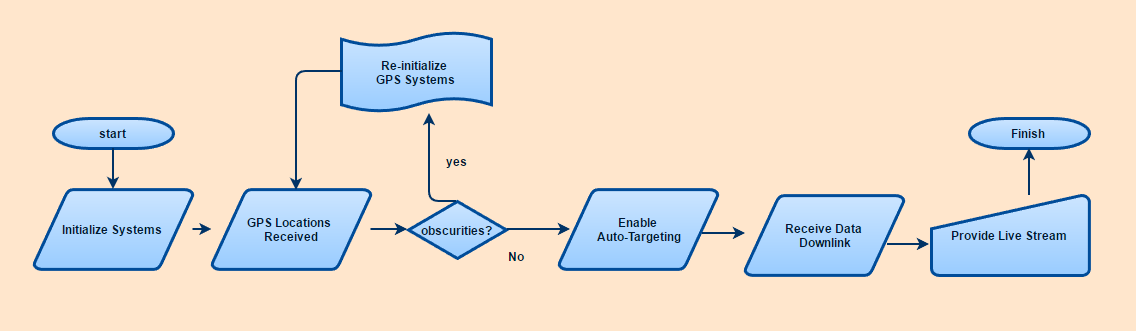 Re-initialize
GPS Systems
start
Finish
yes
Initialize Systems
GPS Locations
Received
obscurities?
No
Enable
Auto-Targeting
Receive Data
Downlink
Provide Live Stream